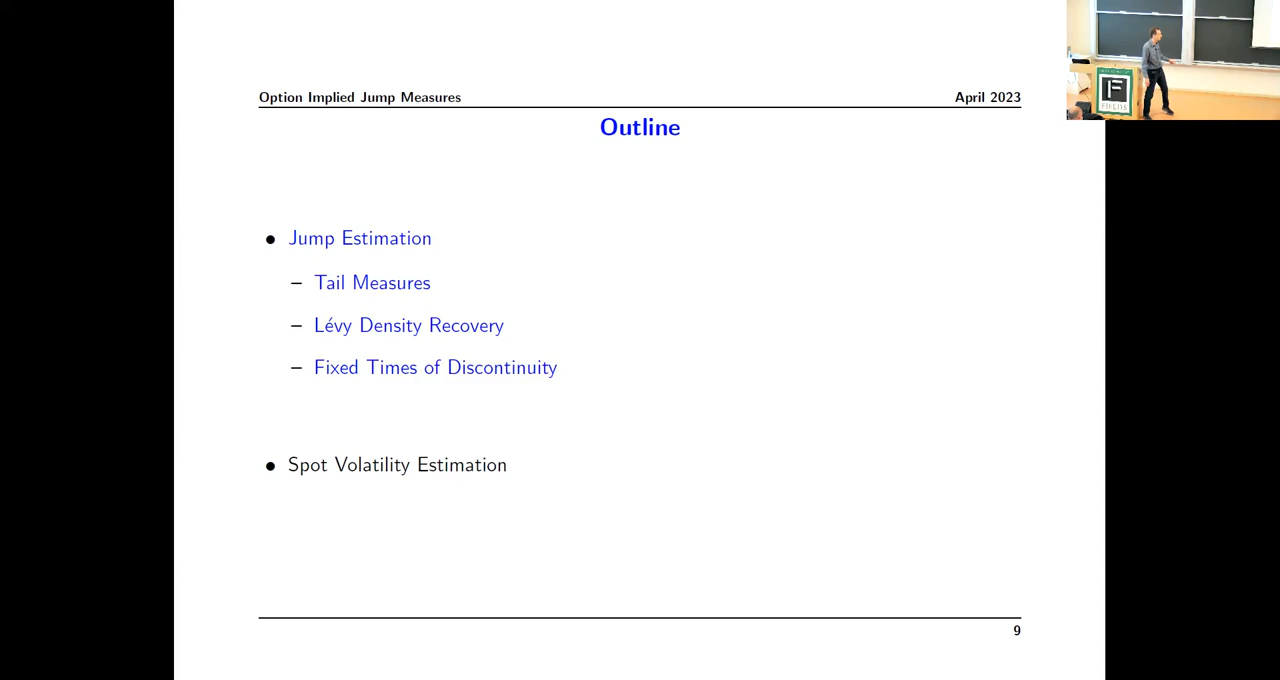 Option Implied Jump Measures April 2023
Outline
• Jump Estimation
– Tail Measures
– Lévy Density Recovery
– Fixed Times of Discontinuity
• Spot Volatility Estimation
9
FIELDS